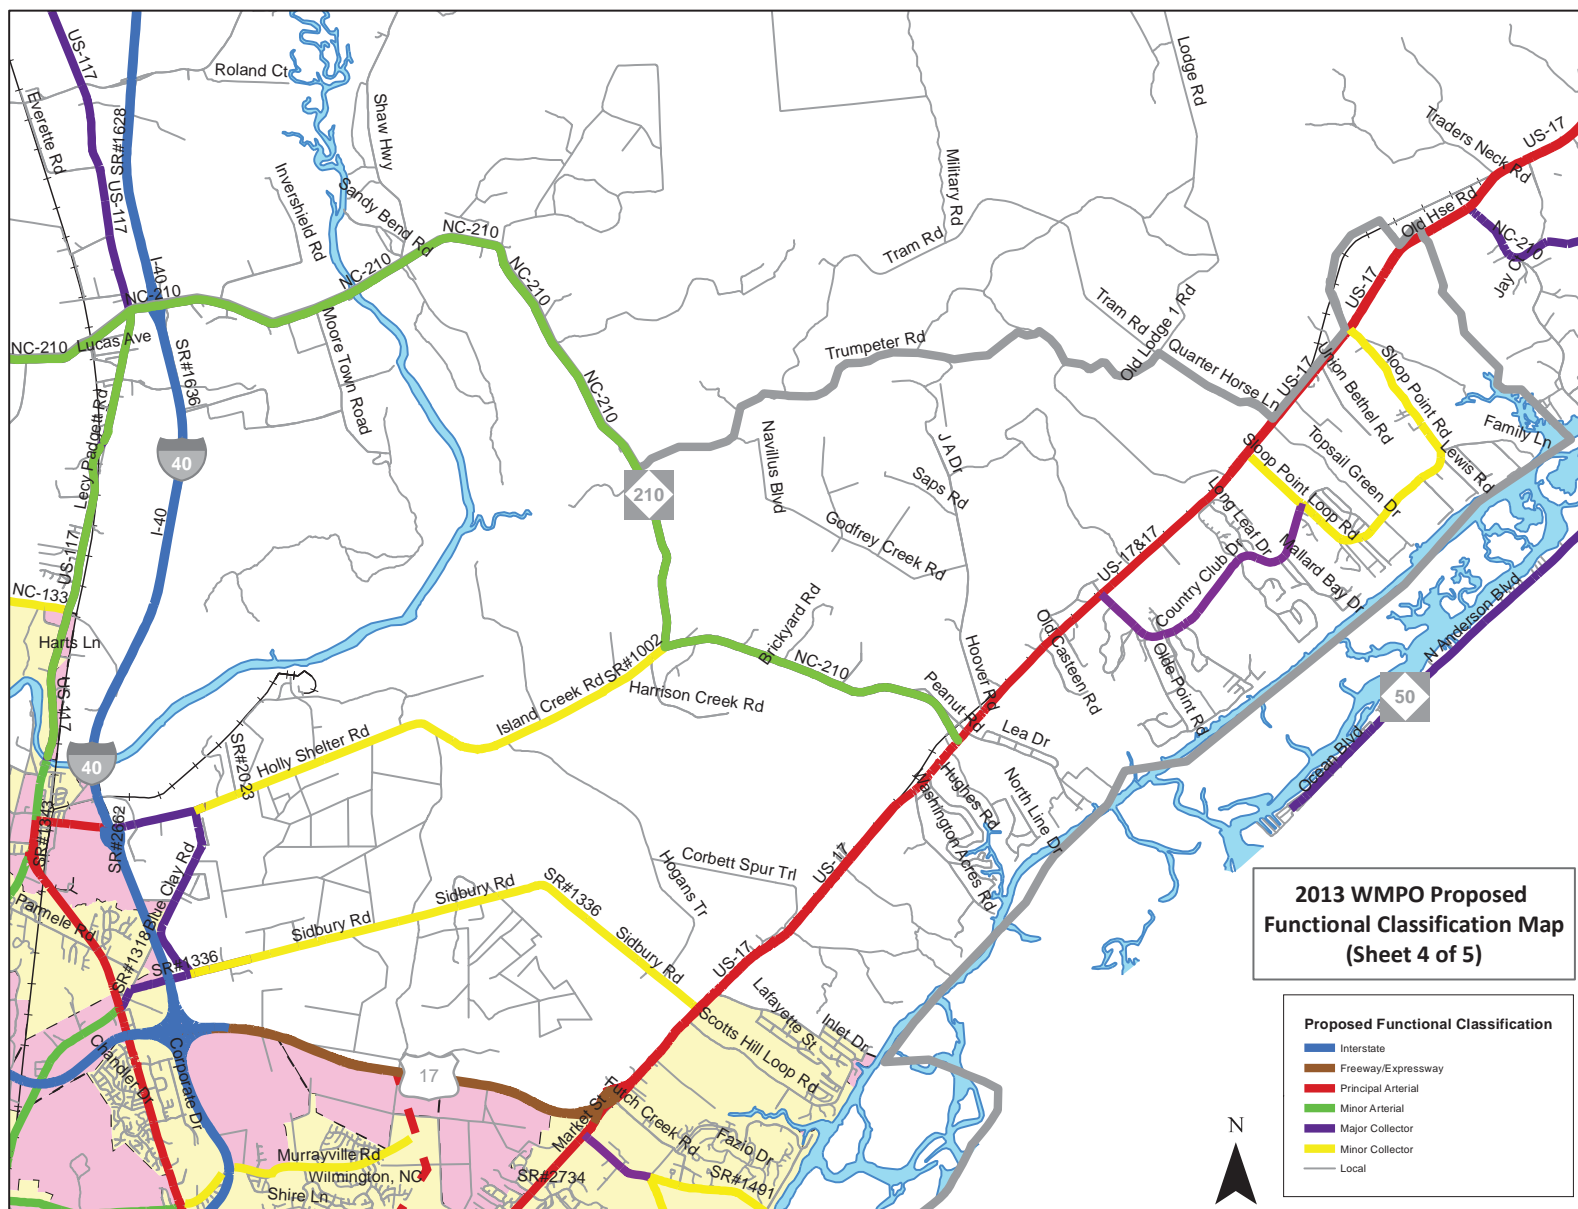 US-117
SR#1628
Roland Ct
Everette Rd
Shaw Hwy
US-117
Invershield Rd
Sandy Bend Rd
NC-210
Military Rd
Lodge Rd
Tram Rd
Traders Neck Rd
US-17
Old Hse Rd
NC-210
Jay Ct
I-40
NC-210
NC-210
NC-210
Lucas Ave
NC-210
Moore Town Road
SR#1636
NC-210
Trumpeter Rd
Tram Rd
Old Lodge 1 Rd
Quarter Horse Ln
US-17
US-17
Union Bethel Rd
Sloop Point Rd
Family Ln
Lewis Rd
Topsail Green Dr
Lecy Padgett Rd
40
I-40
210
Navillus Blvd
J A Dr
Saps Rd
Godfrey Creek Rd
Sloop Point Loop Rd
Long Leaf Dr
Mallard Bay Dr
Country Club Dr
US-17&17
US-117
NC-133
Harts Ln
US-117
Brickyard Rd
NC-210
SR#1002
Island Creek Rd
Harrison Creek Rd
Hoover Rd
Peanut Rd
Old Casteen Rd
Olde Point Rd
N Anderson Blvd
50
Ocean Blvd
Lea Dr
40
SR#2023
Holly Shelter Rd
Hughes Rd
Washington Acres Rd
North Line Dr
SR#1343
SR#2662
Blue Clay Rd
Hogans Tr
Corbett Spur Trl
US-17
Sidbury Rd
SR#1336
Sidbury Rd
Sidbury Rd
Parmele Rd
SR#1318
SR#1336
US-17
Lafayette St
Inlet Dr
Scotts Hill Loop Rd
Chandler Dr
Corporate Dr
17
Market St
Futch Creek Rd
Fazio Dr
Murrayville Rd
Wilmington, NC
Shire Ln
SR#2734
SR#1491
2013 WMPO Proposed
Functional Classification Map
(Sheet 4 of 5)
Proposed Functional Classification
Interstate
Freeway/Expressway
Principal Arterial
Minor Arterial
Major Collector
Minor Collector
Local
N